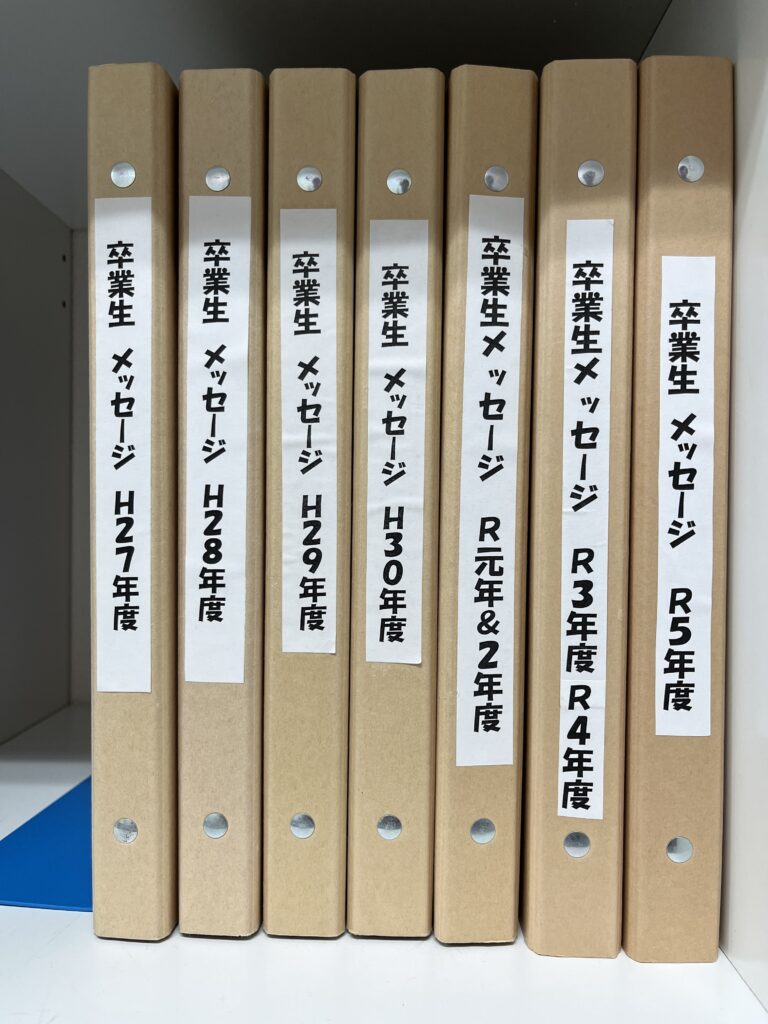 卒業生 メッセージ H27年度
卒業生 メッセージ H28年度
卒業生 メッセージ H29年度
卒業生 メッセージ H30年度
卒業生メッセージ R元年&2年度
卒業生メッセージ R3年度 R4年度
卒業生 メッセージ R5年度